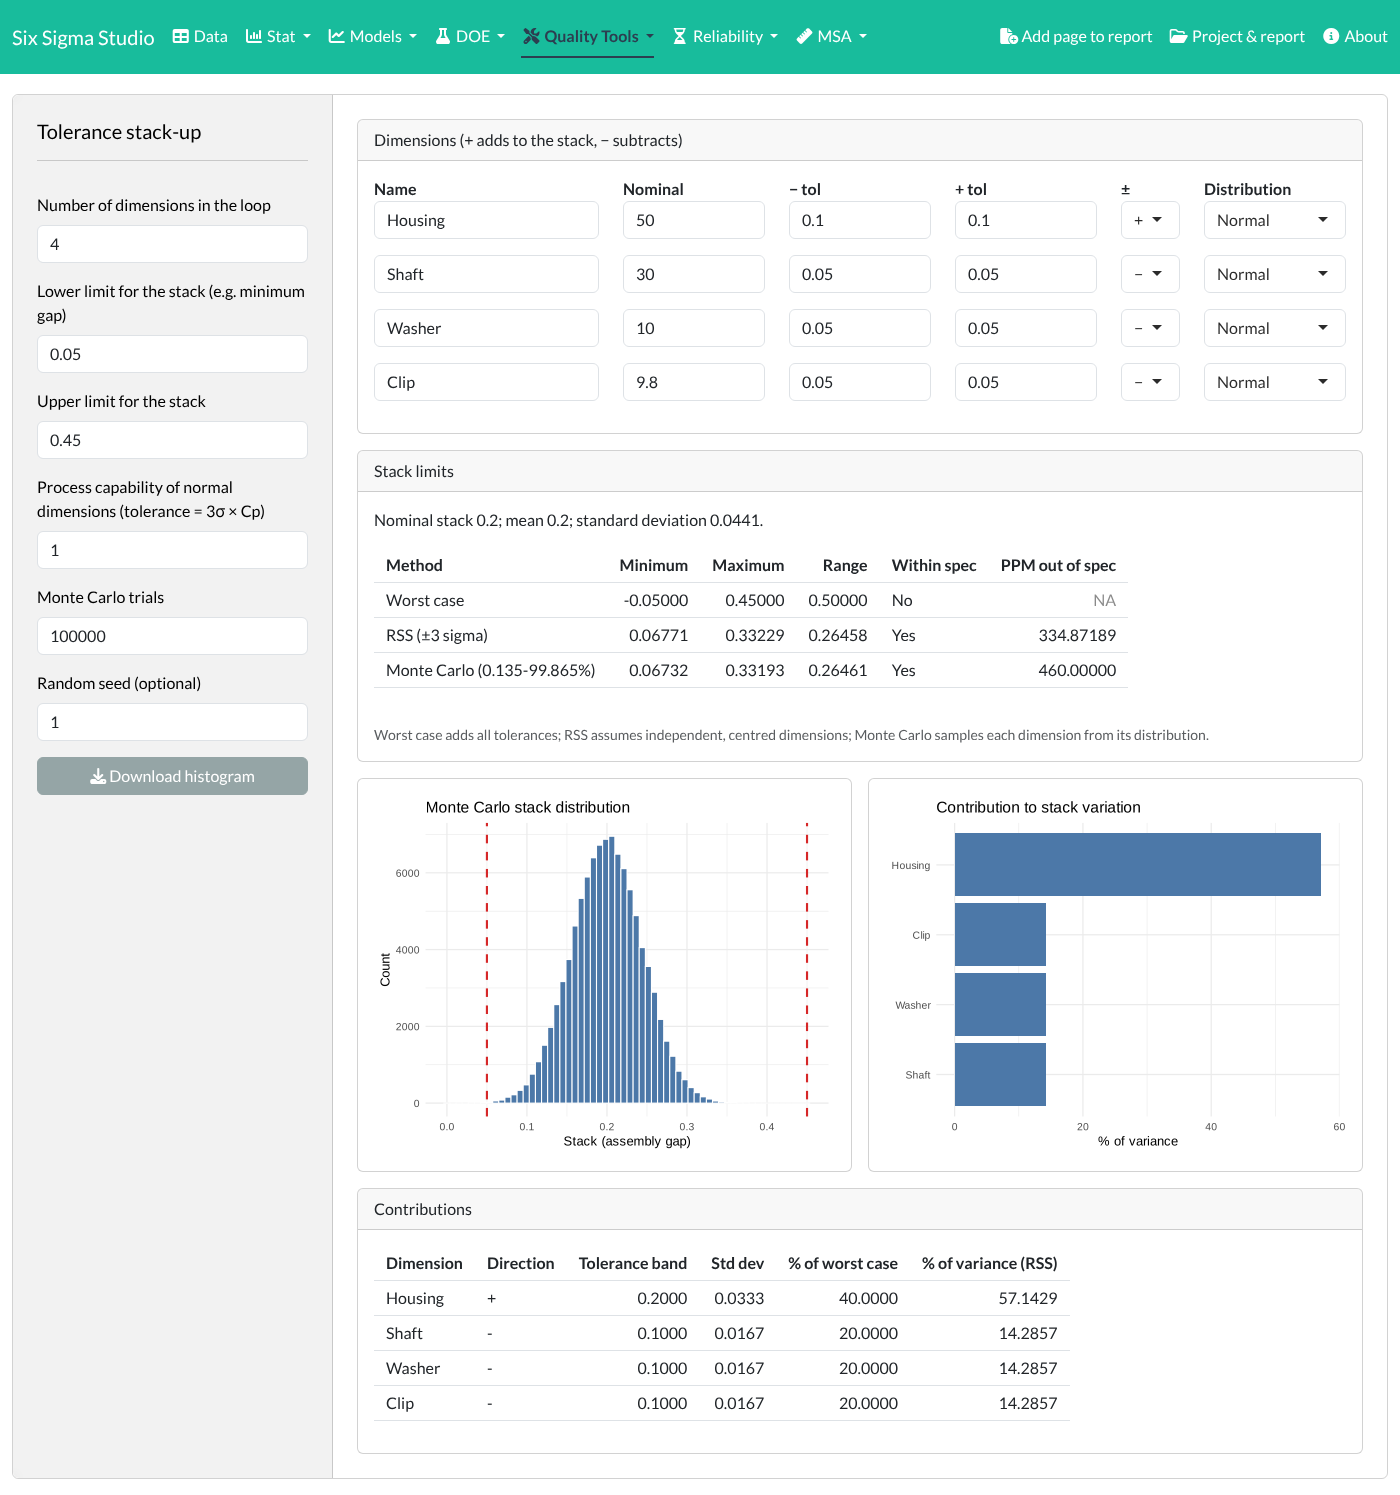 Six Sigma Studio Data Stat Models DOE Quality Tools Reliability MSA Add page to report Project & report About
Tolerance stack-up
Number of dimensions in the loop
4
Lower limit for the stack (e.g. minimum
gap)
0.05
Upper limit for the stack
0.45
Process capability of normal
dimensions (tolerance = 3σ × Cp)
1
Monte Carlo trials
100000
Random seed (optional)
1
Download histogram
Dimensions (+ adds to the stack, − subtracts)
Name Nominal − tol + tol ± Distribution
Housing 50 0.1 0.1 + Normal
Shaft 30 0.05 0.05 − Normal
Washer 10 0.05 0.05 − Normal
Clip 9.8 0.05 0.05 − Normal
Stack limits
Nominal stack 0.2; mean 0.2; standard deviation 0.0441.
Method Minimum Maximum Range Within spec PPM out of spec
Worst case -0.05000 0.45000 0.50000 No NA
RSS (±3 sigma) 0.06771 0.33229 0.26458 Yes 334.87189
Monte Carlo (0.135-99.865%) 0.06732 0.33193 0.26461 Yes 460.00000
Worst case adds all tolerances; RSS assumes independent, centred dimensions; Monte Carlo samples each dimension from its distribution.
Monte Carlo stack distribution
Count
6000
4000
2000
0
0.0 0.1 0.2 0.3 0.4
Stack (assembly gap)
Contribution to stack variation
Housing
Clip
Washer
Shaft
0 20 40 60
% of variance
Contributions
Dimension Direction Tolerance band Std dev % of worst case % of variance (RSS)
Housing + 0.2000 0.0333 40.0000 57.1429
Shaft - 0.1000 0.0167 20.0000 14.2857
Washer - 0.1000 0.0167 20.0000 14.2857
Clip - 0.1000 0.0167 20.0000 14.2857